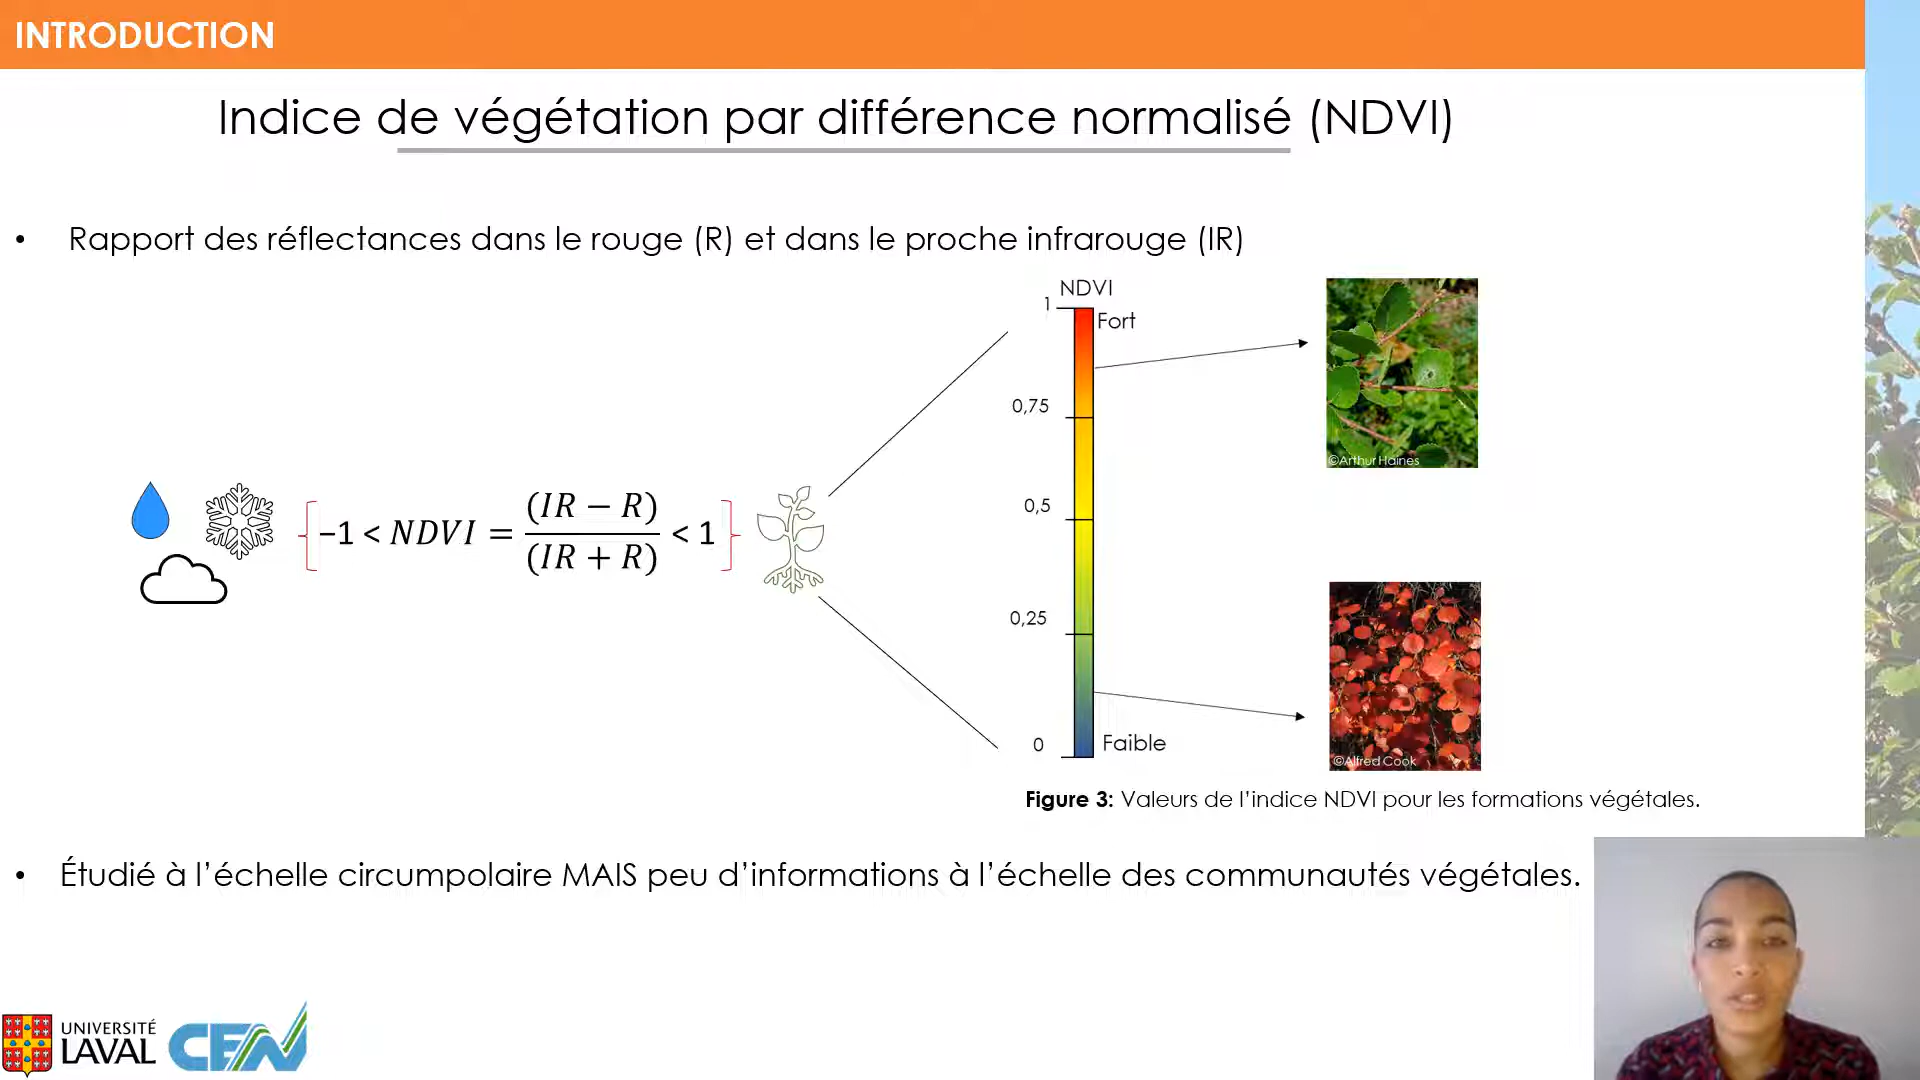 INTRODUCTION
Indice de végétation par différence normalisé (NDVI)
• Rapport des réflectances dans le rouge (R) et dans le proche infrarouge (IR)
NDVI
1
Fort
0,75
0,5
0,25
0
Faible
©Arthur Haines
−1 < NDVI = (IR − R) / (IR + R) < 1
©Alfred Cook
Figure 3: Valeurs de l'indice NDVI pour les formations végétales.
• Étudié à l'échelle circumpolaire MAIS peu d'informations à l'échelle des communautés végétales.
UNIVERSITÉ
LAVAL
CEN